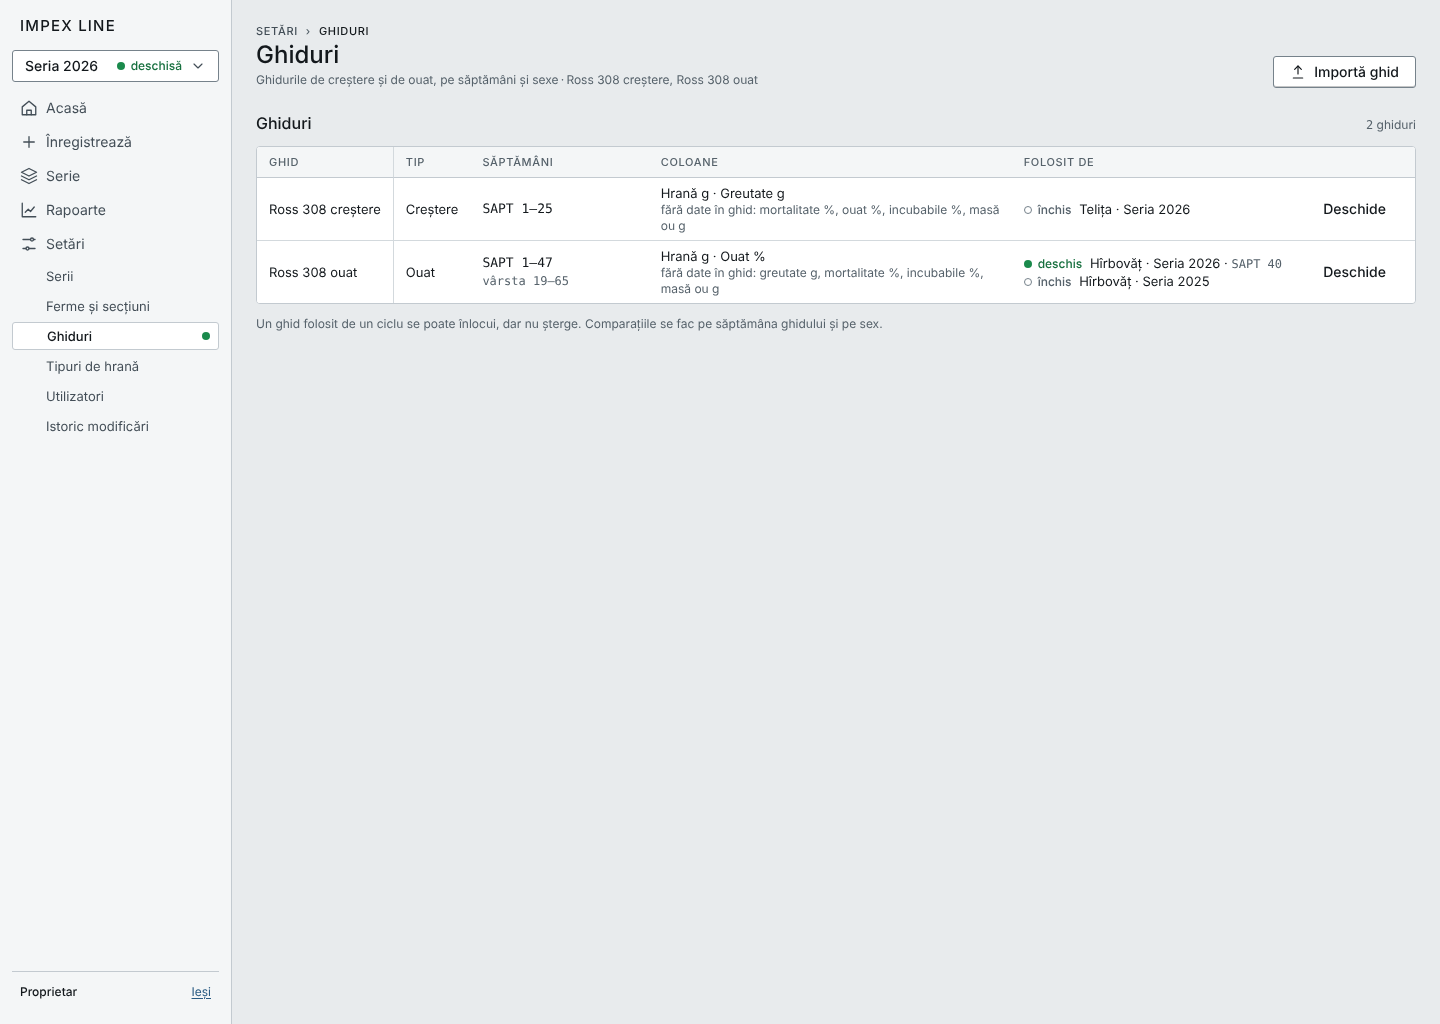 IMPEX LINE
Seria 2026 deschisă
Acasă
Înregistrează
Serie
Rapoarte
Setări
Serii
Ferme și secțiuni
Ghiduri
Tipuri de hrană
Utilizatori
Istoric modificări
Proprietar Ieși
SETĂRI › GHIDURI
Ghiduri
Ghidurile de creștere și de ouat, pe săptămâni și sexe · Ross 308 creștere, Ross 308 ouat
Importă ghid
Ghiduri
2 ghiduri
GHID TIP SĂPTĂMÂNI COLOANE FOLOSIT DE
Ross 308 creștere Creștere SAPT 1–25
Hrană g · Greutate g
fără date în ghid: mortalitate %, ouat %, incubabile %, masă
ou g
închis Telița · Seria 2026
Deschide
Ross 308 ouat Ouat SAPT 1–47
vârsta 19–65
Hrană g · Ouat %
fără date în ghid: greutate g, mortalitate %, incubabile %,
masă ou g
deschis Hîrbovăț · Seria 2026 · SAPT 40
închis Hîrbovăț · Seria 2025
Deschide
Un ghid folosit de un ciclu se poate înlocui, dar nu șterge. Comparațiile se fac pe săptămâna ghidului și pe sex.